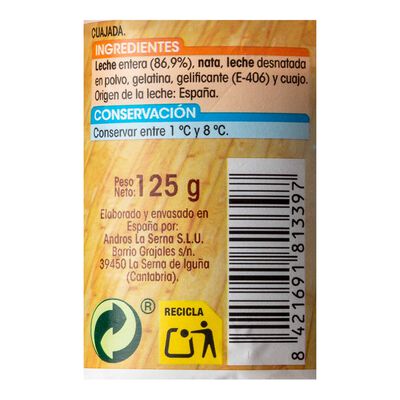 CUAJADA.
INGREDIENTES
Leche entera (86,9%), nata, leche desnatada
en polvo, gelatina, gelificante (E-406) y cuajo.
Origen de la leche: España.
CONSERVACIÓN
Conservar entre 1 ºC y 8 ºC.
Peso
Neto: 125 g
Elaborado y envasado en
España por:
Andros La Serna S.L.U.
Barrio Grajales s/n.
39450 La Serna de Iguña
(Cantabria).
®
RECICLA
8 421691 813397